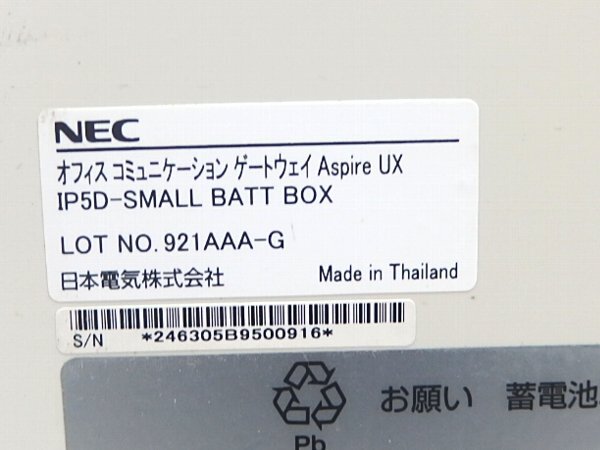 NEC
オフィス コミュニケーション ゲートウェイ Aspire UX
IP5D-SMALL BATT BOX
LOT NO. 921AAA-G
日本電気株式会社 Made in Thailand
S/N *246305B9500916*
お願い 蓄電池
Pb